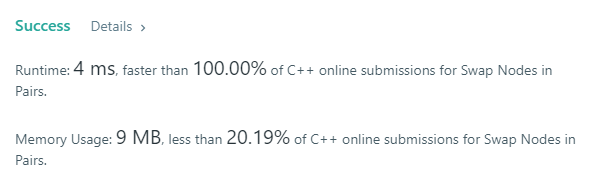 Success Details ›
Runtime: 4 ms, faster than 100.00% of C++ online submissions for Swap Nodes in
Pairs.
Memory Usage: 9 MB, less than 20.19% of C++ online submissions for Swap Nodes in
Pairs.